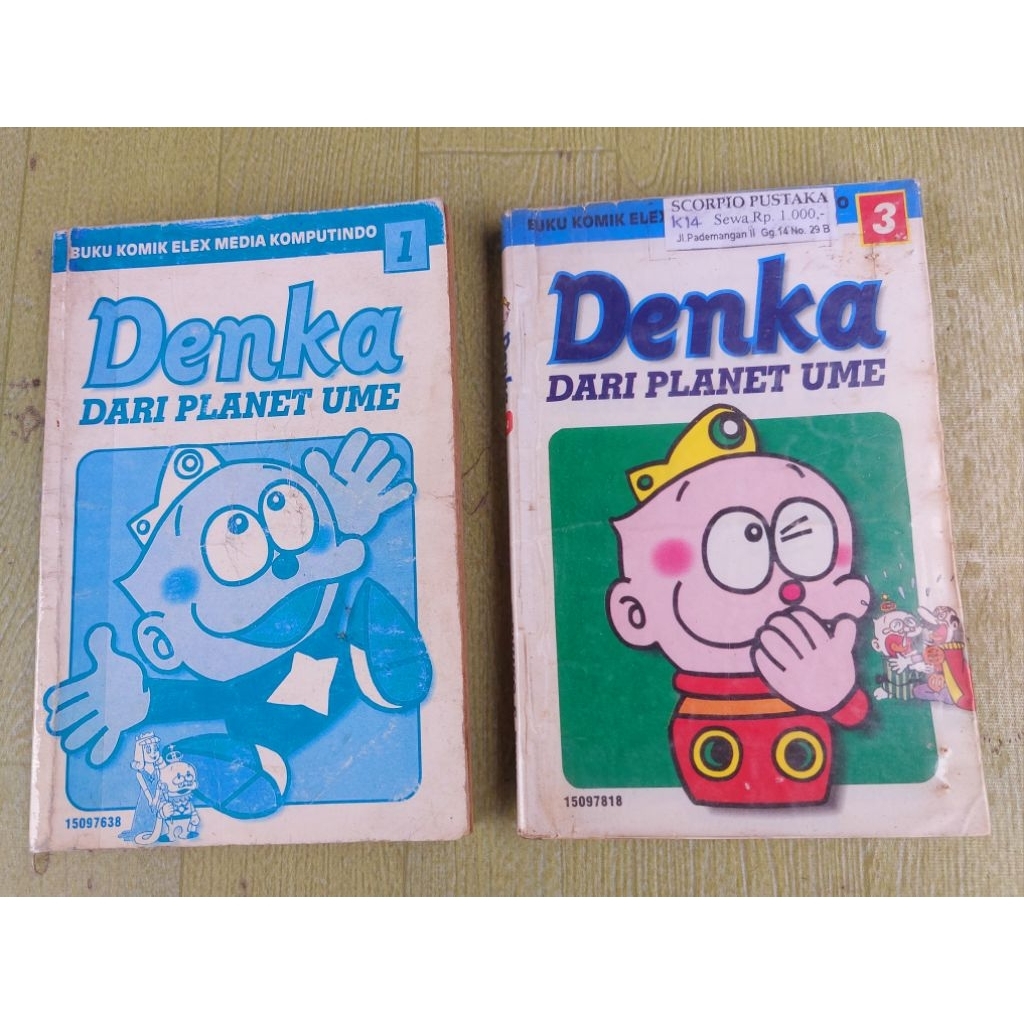 BUKU KOMIK ELEX MEDIA KOMPUTINDO
1
Denka
DARI PLANET UME
15097638
BUKU KOMIK ELEX
O
3
SCORPIO PUSTAKA
K14 Sewa Rp. 1.000,-
Jl.Pademangan II Gg.14 No. 29 B
Denka
DARI PLANET UME
15097818